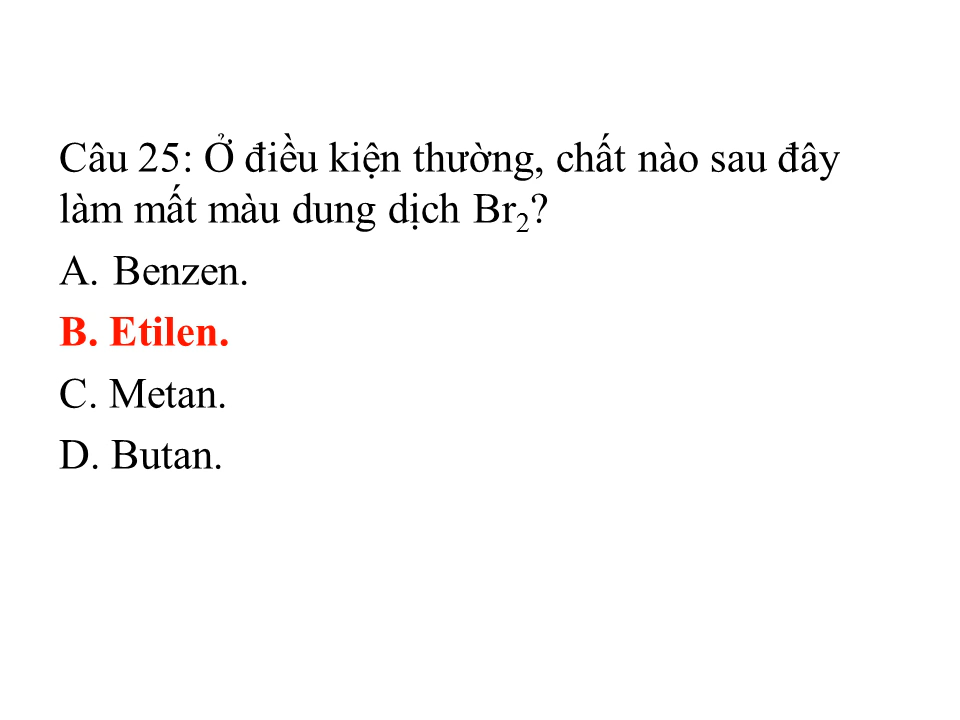 Câu 25: Ở điều kiện thường, chất nào sau đây
làm mất màu dung dịch Br₂?
A. Benzen.
B. Etilen.
C. Metan.
D. Butan.